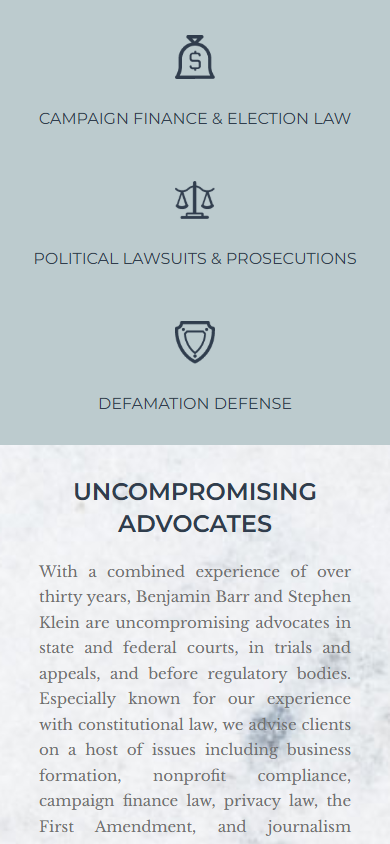 CAMPAIGN FINANCE & ELECTION LAW
POLITICAL LAWSUITS & PROSECUTIONS
DEFAMATION DEFENSE
UNCOMPROMISING
ADVOCATES
With a combined experience of over
thirty years, Benjamin Barr and Stephen
Klein are uncompromising advocates in
state and federal courts, in trials and
appeals, and before regulatory bodies.
Especially known for our experience
with constitutional law, we advise clients
on a host of issues including business
formation, nonprofit compliance,
campaign finance law, privacy law, the
First Amendment, and journalism